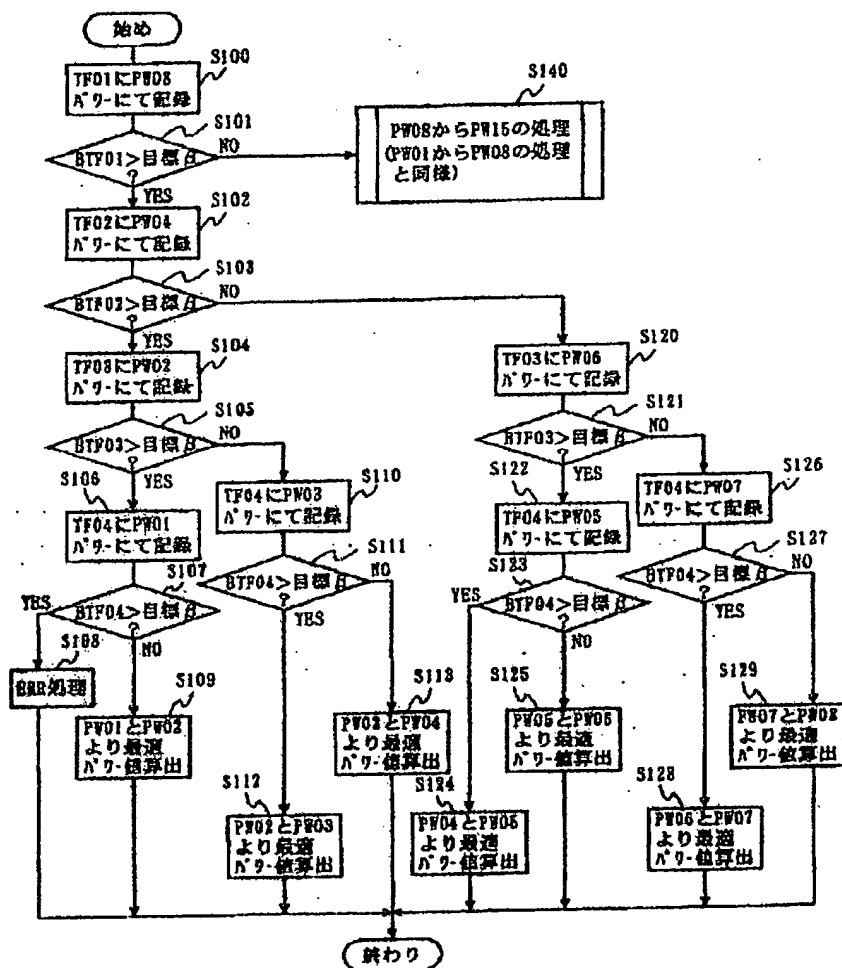 始め
S100
TF01にPW08
パワーにて記録
S101
BTF01>目標β
?
NO
YES
S140
PW08からPW15の処理
(PW01からPW08の処理
と同様)
S102
TF02にPW04
パワーにて記録
S103
BTF02>目標β
?
NO
YES
S104
TF03にPW02
パワーにて記録
S105
BTF03>目標β
?
NO
YES
S106
TF04にPW01
パワーにて記録
S107
BTF04>目標β
?
YES
NO
S108
ERR処理
S109
PW01とPW02
より最適
パワー値算出
S110
TF04にPW03
パワーにて記録
S111
BTF04>目標β
?
NO
YES
S112
PW02とPW03
より最適
パワー値算出
S113
PW03とPW04
より最適
パワー値算出
S120
TF03にPW06
パワーにて記録
S121
BTF03>目標β
?
NO
YES
S122
TF04にPW05
パワーにて記録
S123
BTF04>目標β
?
YES
NO
S124
PW04とPW05
より最適
パワー値算出
S125
PW05とPW06
より最適
パワー値算出
S126
TF04にPW07
パワーにて記録
S127
BTF04>目標β
?
NO
YES
S128
PW06とPW07
より最適
パワー値算出
S129
PW07とPW08
より最適
パワー値算出
終わり